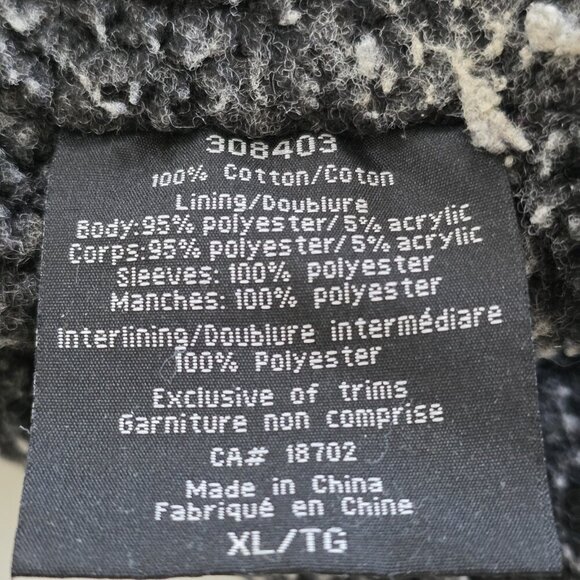 308403
100% Cotton/Coton
Lining/Doublure
Body:95% polyester/5% acrylic
Corps:95% polyester/5% acrylic
Sleeves: 100% polyester
Manches: 100% polyester
interlining/Doublure intermédiare
100% Polyester
Exclusive of trims
Garniture non comprise
CA# 18702
Made in China
Fabriqué en Chine
XL/TG